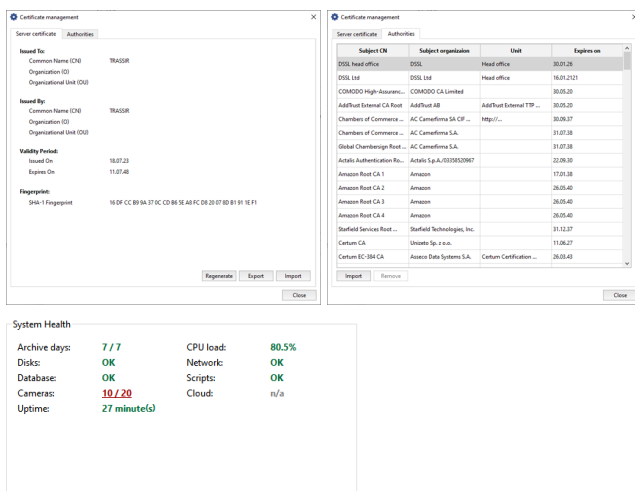 Certificate management
Server certificate Authorities
Issued To:
Common Name (CN) TRASSIR
Organization (O)
Organizational Unit (OU)
Issued By:
Common Name (CN) TRASSIR
Organization (O)
Organizational Unit (OU)
Validity Period:
Issued On 18.07.23
Expires On 11.07.48
Fingerprint:
SHA-1 Fingerprint 16 DF CC B9 9A 37 0C CD B6 5E A8 FC D8 20 07 8D B1 91 1E F1
Regenerate Export Import
Close
Certificate management
Server certificate Authorities
Subject CN Subject organizaion Unit Expires on
DSSL head office DSSL Head office 30.01.26
DSSL Ltd DSSL Ltd Head office 16.01.2121
COMODO High-Assuranc... COMODO CA Limited 30.05.20
AddTrust External CA Root AddTrust AB AddTrust External TTP ... 30.05.20
Chambers of Commerce ... AC Camerfirma SA CIF ... http://... 30.09.37
Chambers of Commerce ... AC Camerfirma S.A. 31.07.38
Global Chambersign Root ... AC Camerfirma S.A. 31.07.38
Actalis Authentication Ro... Actalis S.p.A./03358520967 22.09.30
Amazon Root CA 1 Amazon 17.01.38
Amazon Root CA 2 Amazon 26.05.40
Amazon Root CA 3 Amazon 26.05.40
Amazon Root CA 4 Amazon 26.05.40
Starfield Services Root ... Starfield Technologies, Inc. 31.12.37
Certum CA Unizeto Sp. z o.o. 11.06.27
Certum EC-384 CA Asseco Data Systems S.A. Certum Certification ... 26.03.43
Import Remove
Close
System Health
Archive days: 7 / 7 CPU load: 80.5%
Disks: OK Network: OK
Database: OK Scripts: OK
Cameras: 10 / 20 Cloud: n/a
Uptime: 27 minute(s)